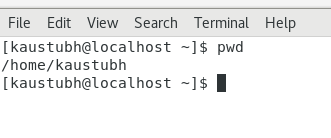 File Edit View Search Terminal Help
[kaustubh@localhost ~]$ pwd
/home/kaustubh
[kaustubh@localhost ~]$